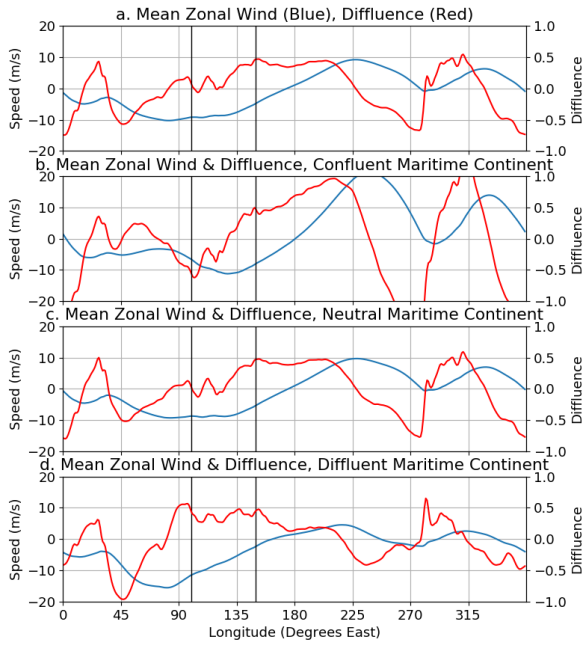 a. Mean Zonal Wind (Blue), Diffluence (Red)
20
10
0
−10
−20
Speed (m/s)
1.0
0.5
0.0
−0.5
−1.0
Diffluence
b. Mean Zonal Wind & Diffluence, Confluent Maritime Continent
20
10
0
−10
−20
Speed (m/s)
1.0
0.5
0.0
−0.5
−1.0
Diffluence
c. Mean Zonal Wind & Diffluence, Neutral Maritime Continent
20
10
0
−10
−20
Speed (m/s)
1.0
0.5
0.0
−0.5
−1.0
Diffluence
d. Mean Zonal Wind & Diffluence, Diffluent Maritime Continent
20
10
0
−10
−20
Speed (m/s)
1.0
0.5
0.0
−0.5
−1.0
Diffluence
0 45 90 135 180 225 270 315
Longitude (Degrees East)